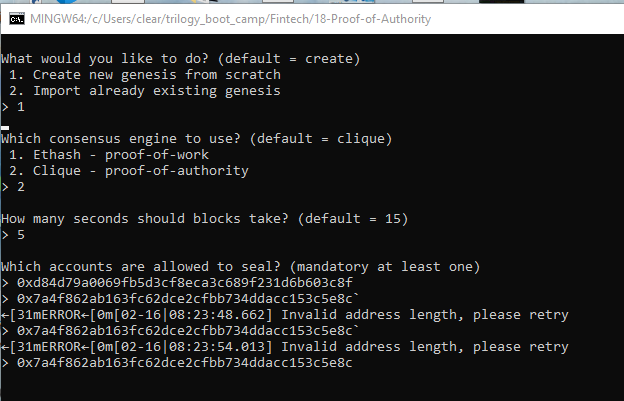 MINGW64:/c/Users/clear/trilogy_boot_camp/Fintech/18-Proof-of-Authority
What would you like to do? (default = create)
1. Create new genesis from scratch
2. Import already existing genesis
> 1
Which consensus engine to use? (default = clique)
1. Ethash - proof-of-work
2. Clique - proof-of-authority
> 2
How many seconds should blocks take? (default = 15)
> 5
Which accounts are allowed to seal? (mandatory at least one)
> 0xd84d79a0069fb5d3cf8eca3c689f231d6b603c8f
> 0x7a4f862ab163fc62dce2cfbb734ddacc153c5e8c`
←[31mERROR←[0m[02-16|08:23:48.662] Invalid address length, please retry
> 0x7a4f862ab163fc62dce2cfbb734ddacc153c5e8c`
←[31mERROR←[0m[02-16|08:23:54.013] Invalid address length, please retry
> 0x7a4f862ab163fc62dce2cfbb734ddacc153c5e8c